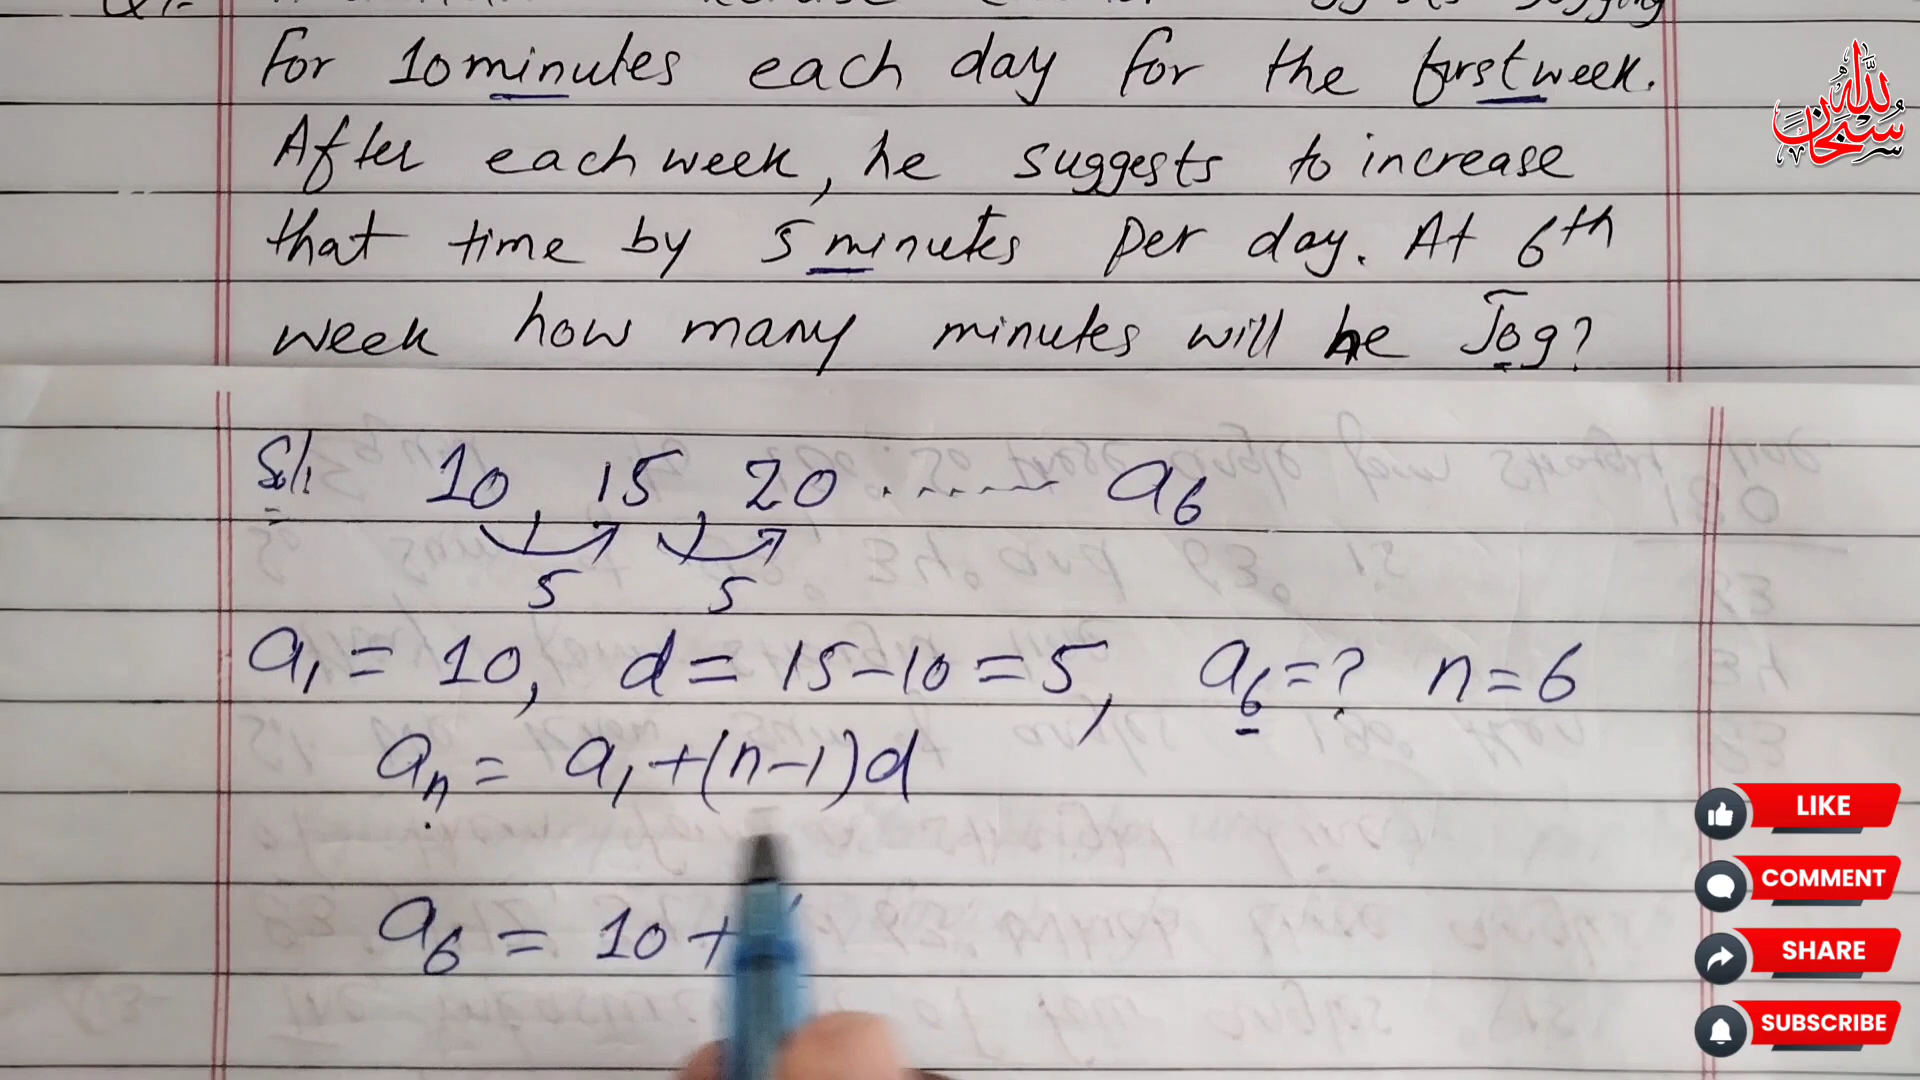 For 10 minutes each day for the first week.
After each week, he suggests to increase
that time by 5 minutes per day. At 6th
week how many minutes will he Jog?
Sol: 10, 15, 20 ....... a₆
5 5
a₁ = 10, d = 15-10 = 5, a₆ = ? n = 6
aₙ = a₁ + (n-1)d
a₆ = 10 +
سُبْحَانَ اللّٰه
LIKE
COMMENT
SHARE
SUBSCRIBE